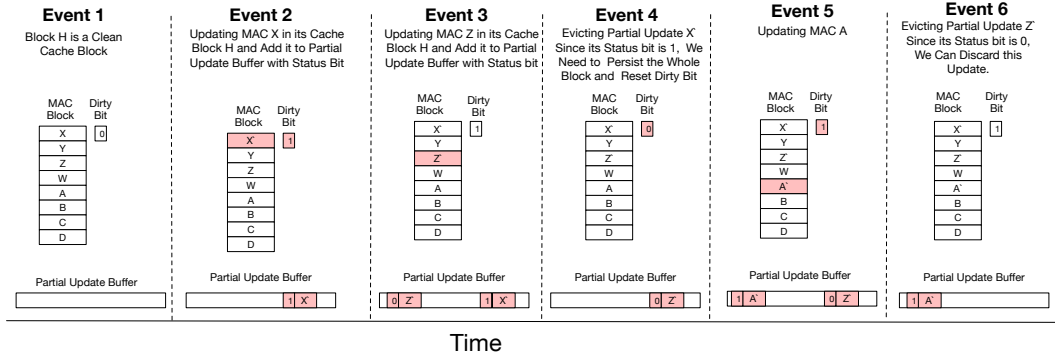 Event 1
Block H is a Clean
Cache Block
MAC
Block
Dirty
Bit
X
0
Y
Z
W
A
B
C
D
Partial Update Buffer
Event 2
Updating MAC X in its Cache
Block H and Add it to Partial
Update Buffer with Status Bit
MAC
Block
Dirty
Bit
X*
1
Y
Z
W
A
B
C
D
Partial Update Buffer
1 X*
Event 3
Updating MAC Z in its Cache
Block H and Add it to Partial
Update Buffer with Status bit
MAC
Block
Dirty
Bit
X*
1
Y
Z*
W
A
B
C
D
Partial Update Buffer
0 Z* 1 X*
Event 4
Evicting Partial Update X*
Since its Status bit is 1, We
Need to Persist the Whole
Block and Reset Dirty Bit
MAC
Block
Dirty
Bit
X*
0
Y
Z*
W
A
B
C
D
Partial Update Buffer
0 Z*
Event 5
Updating MAC A
MAC
Block
Dirty
Bit
X*
1
Y
Z*
W
A*
B
C
D
Partial Update Buffer
1 A* 0 Z*
Event 6
Evicting Partial Update Z*
Since its Status bit is 0,
We Can Discard this
Update.
MAC
Block
Dirty
Bit
X*
1
Y
Z*
W
A*
B
C
D
Partial Update Buffer
1 A*
Time